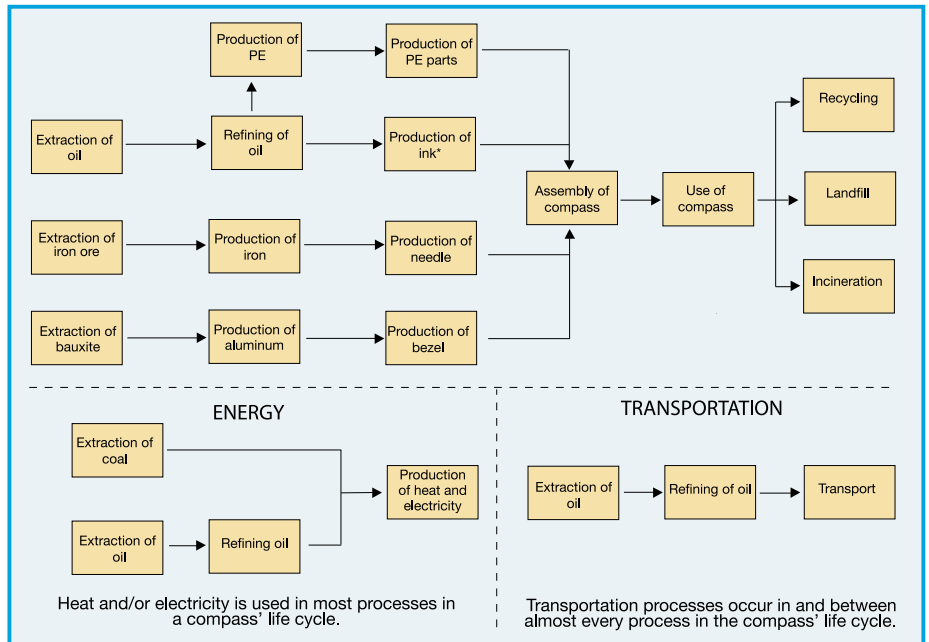 Production of
PE
Production of
PE parts
Recycling
Extraction of
oil
Refining of
oil
Production of
ink*
Assembly of
compass
Use of
compass
Landfill
Extraction of
iron ore
Production of
iron
Production of
needle
Incineration
Extraction of
bauxite
Production of
aluminum
Production of
bezel
ENERGY
Extraction of
coal
Production
of heat and
electricity
Extraction of
oil
Refining oil
Heat and/or electricity is used in most processes in
a compass’ life cycle.
TRANSPORTATION
Extraction of
oil
Refining of oil
Transport
Transportation processes occur in and between
almost every process in the compass’ life cycle.